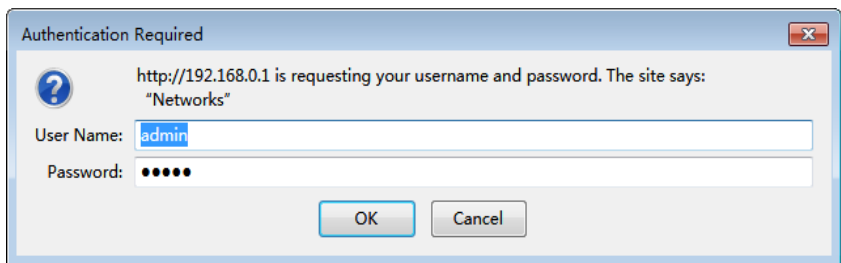 Authentication Required
http://192.168.0.1 is requesting your username and password. The site says:
“Networks”
User Name: admin
Password: •••••
OK Cancel